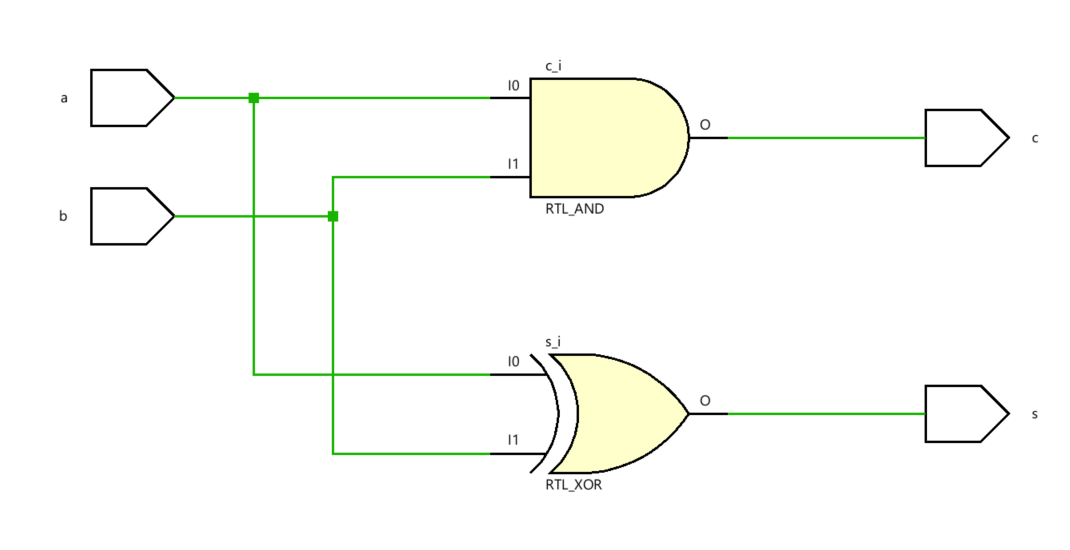 c_i
a
I0
O
c
I1
b
RTL_AND
s_i
I0
O
s
I1
RTL_XOR